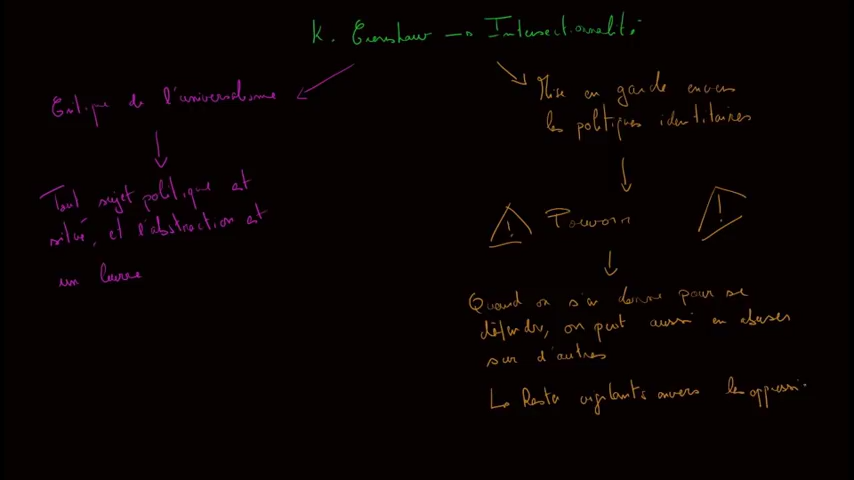 K. Crenshaw → Intersectionnalité
Critique de l'universalisme
Tout sujet politique est
situé, et l'abstraction est
un leurre
Mise en garde envers
les politiques identitaires
! Pouvoir !
Quand on s'en donne pour se
défendre, on peut aussi en abuser
sur d'autres
↳ Rester vigilants envers les oppressi